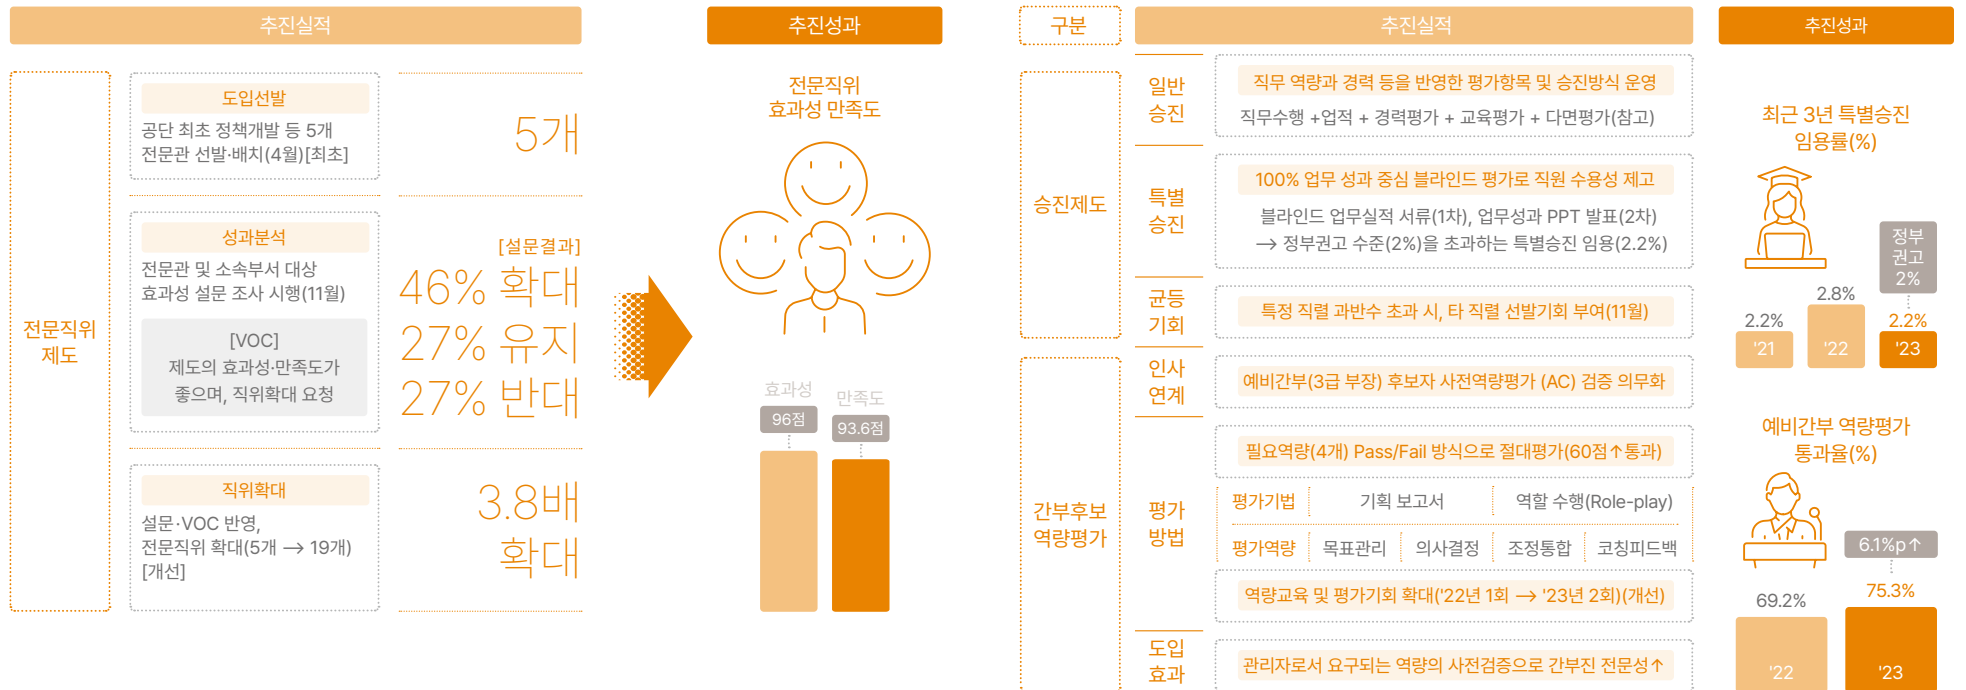 추진실적
추진성과
전문직위
제도
도입선발
공단 최초 정책개발 등 5개
전문관 선발·배치(4월)[최초]
5개
성과분석
전문관 및 소속부서 대상
효과성 설문 조사 시행(11월)
[VOC]
제도의 효과성·만족도가
좋으며, 직위확대 요청
[설문결과]
46% 확대
27% 유지
27% 반대
직위확대
설문·VOC 반영,
전문직위 확대(5개 → 19개)
[개선]
3.8배
확대
전문직위
효과성 만족도
효과성
96점
만족도
93.6점
구분
추진실적
추진성과
승진제도
일반
승진
직무 역량과 경력 등을 반영한 평가항목 및 승진방식 운영
직무수행 +업적 + 경력평가 + 교육평가 + 다면평가(참고)
특별
승진
100% 업무 성과 중심 블라인드 평가로 직원 수용성 제고
블라인드 업무실적 서류(1차), 업무성과 PPT 발표(2차)
→ 정부권고 수준(2%)을 초과하는 특별승진 임용(2.2%)
균등
기회
특정 직렬 과반수 초과 시, 타 직렬 선발기회 부여(11월)
간부후보
역량평가
인사
연계
예비간부(3급 부장) 후보자 사전역량평가 (AC) 검증 의무화
평가
방법
필요역량(4개) Pass/Fail 방식으로 절대평가(60점↑통과)
평가기법 기획 보고서 역할 수행(Role-play)
평가역량 목표관리 의사결정 조정통합 코칭피드백
역량교육 및 평가기회 확대('22년 1회 → '23년 2회)(개선)
도입
효과
관리자로서 요구되는 역량의 사전검증으로 간부진 전문성↑
최근 3년 특별승진
임용률(%)
정부
권고
2%
2.2%
2.8%
2.2%
'21
'22
'23
예비간부 역량평가
통과율(%)
6.1%p↑
69.2%
75.3%
'22
'23